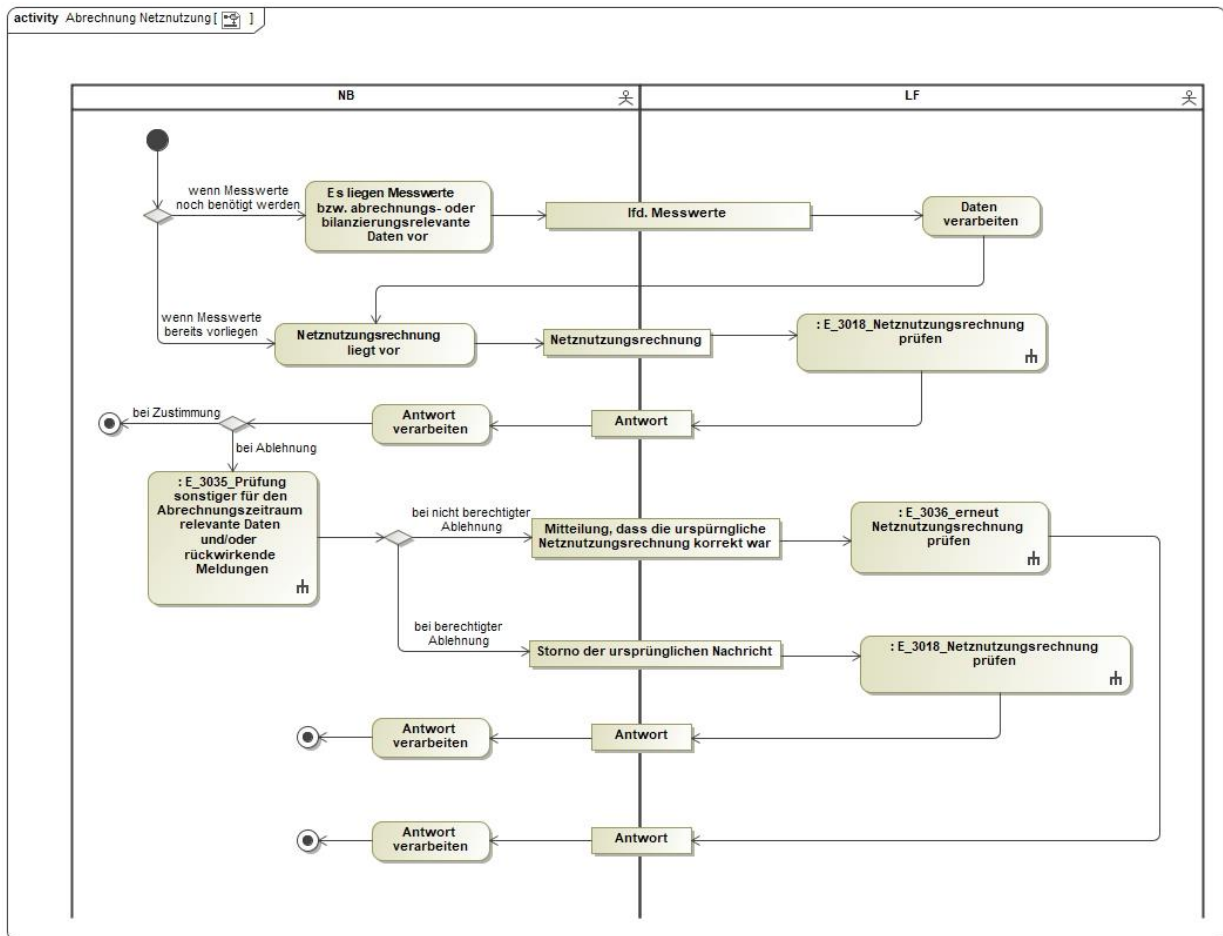 activity Abrechnung Netznutzung [ ]
NB
LF
wenn Messwerte
noch benötigt werden
Es liegen Messwerte
bzw. abrechnungs- oder
bilanzierungsrelevante
Daten vor
lfd. Messwerte
Daten
verarbeiten
wenn Messwerte
bereits vorliegen
Netznutzungsrechnung
liegt vor
Netznutzungsrechnung
: E_3018_Netznutzungsrechnung
prüfen
bei Zustimmung
Antwort
verarbeiten
Antwort
bei Ablehnung
: E_3035_Prüfung
sonstiger für den
Abrechnungszeitraum
relevante Daten
und/oder
rückwirkende
Meldungen
bei nicht berechtigter
Ablehnung
Mitteilung, dass die urspürngliche
Netznutzungsrechnung korrekt war
: E_3036_erneut
Netznutzungsrechnung
prüfen
bei berechtigter
Ablehnung
Storno der ursprünglichen Nachricht
: E_3018_Netznutzungsrechnung
prüfen
Antwort
verarbeiten
Antwort
Antwort
verarbeiten
Antwort